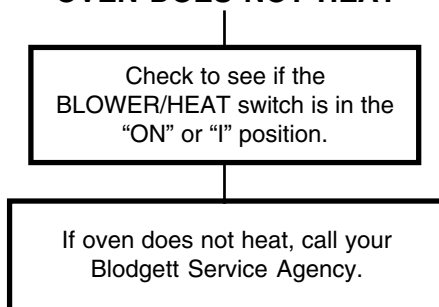 OVEN DOES NOT HEAT
Check to see if the
BLOWER/HEAT switch is in the
“ON” or “I” position.
If oven does not heat, call your
Blodgett Service Agency.